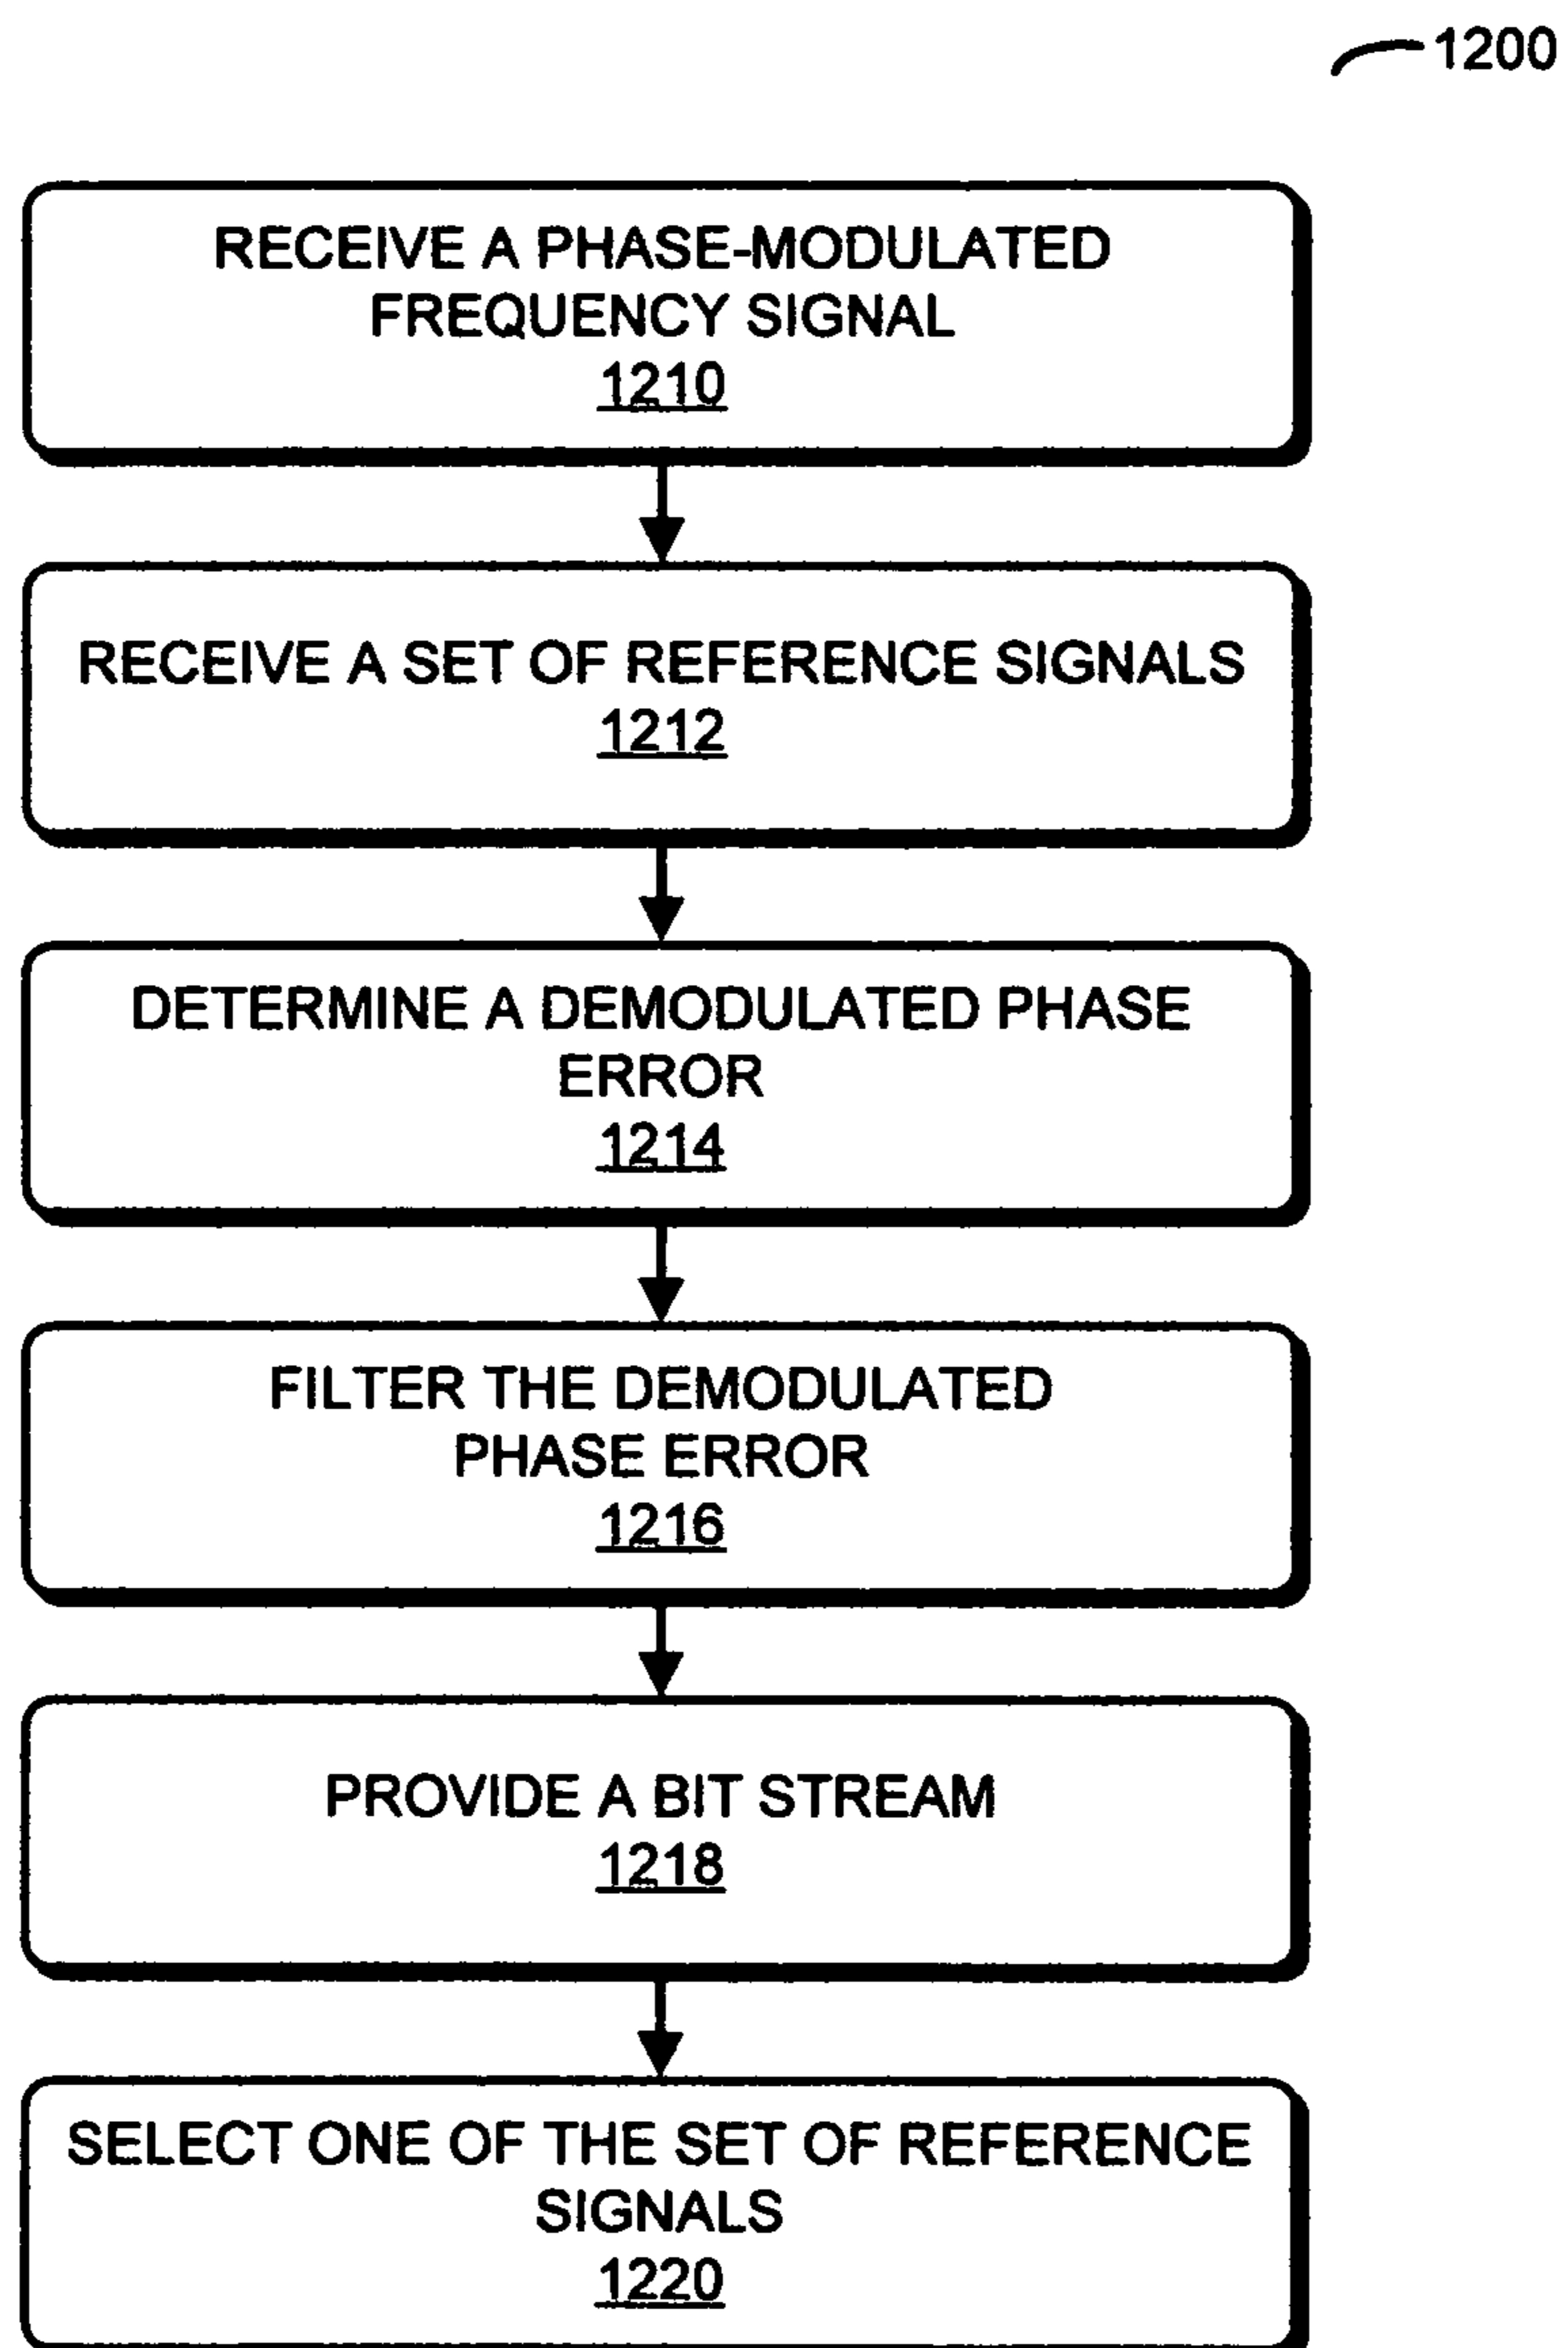 1200
RECEIVE A PHASE-MODULATED
FREQUENCY SIGNAL
1210
RECEIVE A SET OF REFERENCE SIGNALS
1212
DETERMINE A DEMODULATED PHASE
ERROR
1214
FILTER THE DEMODULATED
PHASE ERROR
1216
PROVIDE A BIT STREAM
1218
SELECT ONE OF THE SET OF REFERENCE
SIGNALS
1220